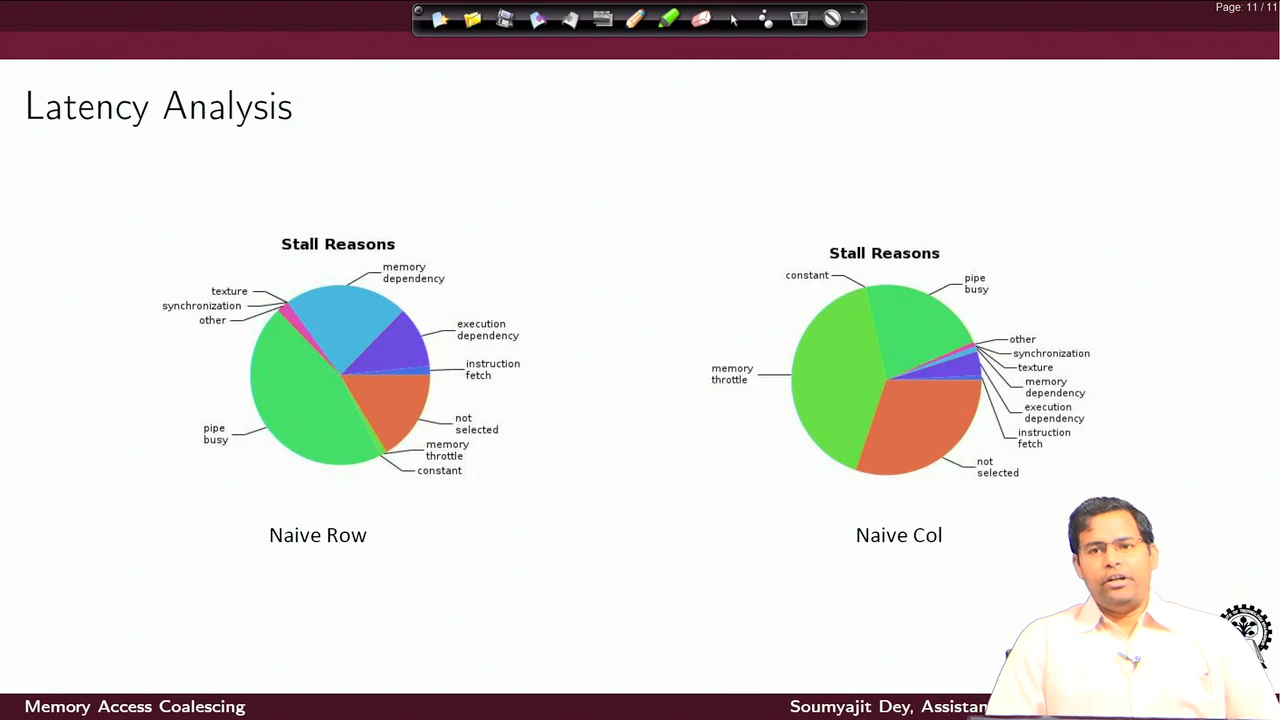 Page: 11 / 11
Latency Analysis
Stall Reasons
memory
dependency
texture
synchronization
other
execution
dependency
instruction
fetch
not
selected
pipe
busy
memory
throttle
constant
Naive Row
Stall Reasons
constant
pipe
busy
other
synchronization
texture
memory
throttle
memory
dependency
execution
dependency
instruction
fetch
not
selected
Naive Col
Memory Access Coalescing
Soumyajit Dey, Assistan